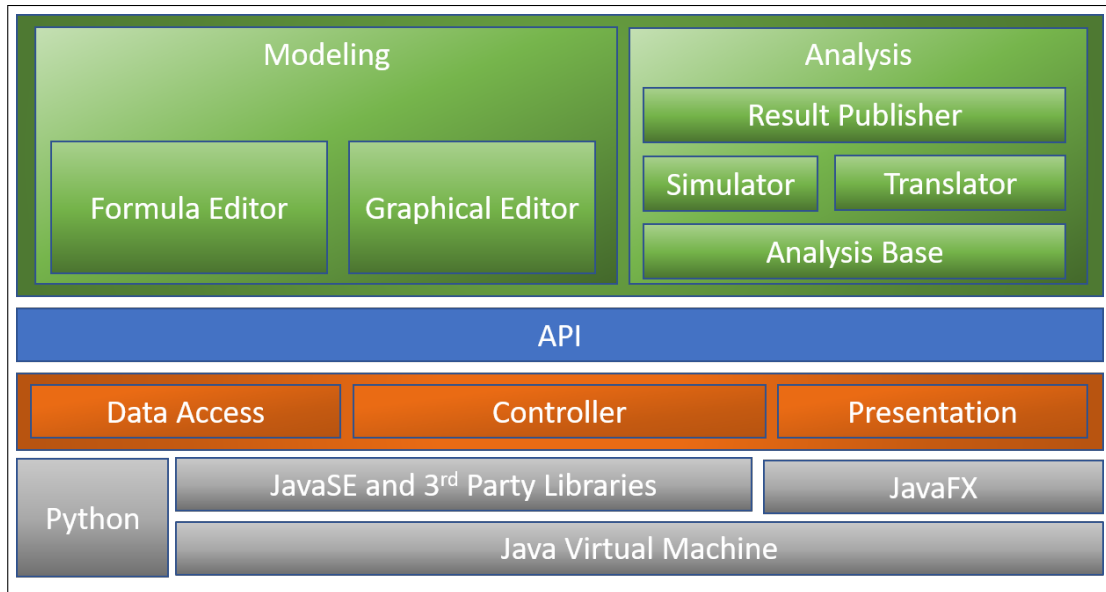 Modeling
Analysis
Result Publisher
Formula Editor
Graphical Editor
Simulator
Translator
Analysis Base
API
Data Access
Controller
Presentation
Python
JavaSE and 3rd Party Libraries
JavaFX
Java Virtual Machine